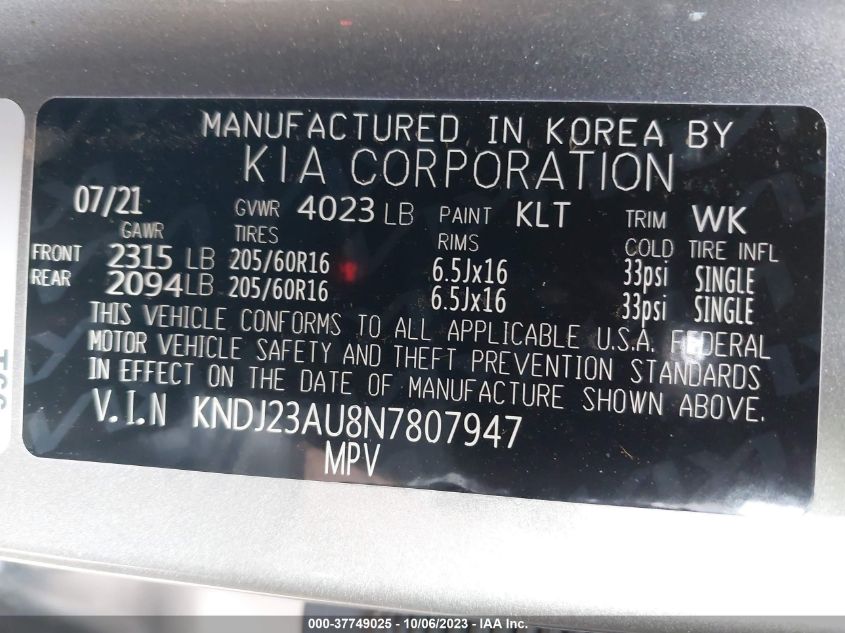 MANUFACTURED IN KOREA BY
KIA CORPORATION
07/21 GVWR 4023 LB PAINT KLT TRIM WK
GAWR TIRES RIMS COLD TIRE INFL
FRONT 2315 LB 205/60R16 6.5Jx16 33psi SINGLE
REAR 2094 LB 205/60R16 6.5Jx16 33psi SINGLE
THIS VEHICLE CONFORMS TO ALL APPLICABLE U.S.A. FEDERAL
MOTOR VEHICLE SAFETY AND THEFT PREVENTION STANDARDS
IN EFFECT ON THE DATE OF MANUFACTURE SHOWN ABOVE.
V.I.N KNDJ23AU8N7807947
MPV
000-37749025 - 10/06/2023 - IAA Inc.